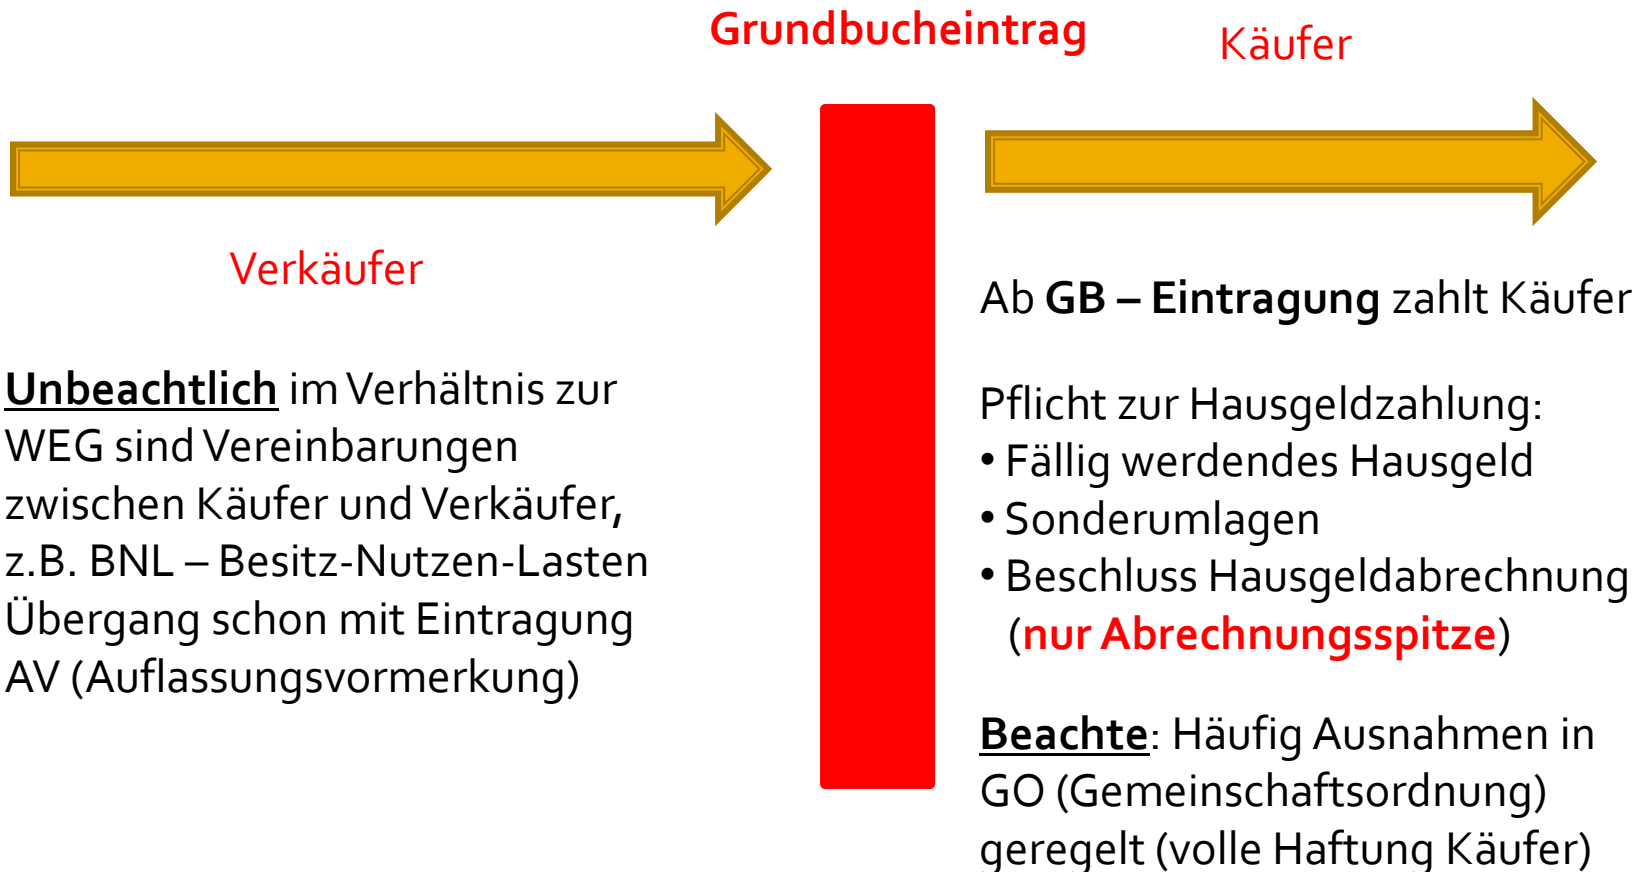 Grundbucheintrag
Käufer
Verkäufer
Unbeachtlich im Verhältnis zur
WEG sind Vereinbarungen
zwischen Käufer und Verkäufer,
z.B. BNL – Besitz-Nutzen-Lasten
Übergang schon mit Eintragung
AV (Auflassungsvormerkung)
Ab GB – Eintragung zahlt Käufer
Pflicht zur Hausgeldzahlung:
• Fällig werdendes Hausgeld
• Sonderumlagen
• Beschluss Hausgeldabrechnung
(nur Abrechnungsspitze)
Beachte: Häufig Ausnahmen in
GO (Gemeinschaftsordnung)
geregelt (volle Haftung Käufer)